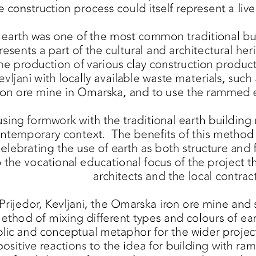 e construction process could itself represent a live
earth was one of the most common traditional bu
resents a part of the cultural and architectural heri
he production of various clay construction product
evljani with locally available waste materials, such
on ore mine in Omarska, and to use the rammed e
using formwork with the traditional earth building
ntemporary context. The benefits of this method
elebrating the use of earth as both structure and f
the vocational educational focus of the project th
architects and the local contract
Prijedor, Kevljani, the Omarska iron ore mine and s
ethod of mixing different types and colours of ear
olic and conceptual metaphor for the wider projec
positive reactions to the idea for building with ram